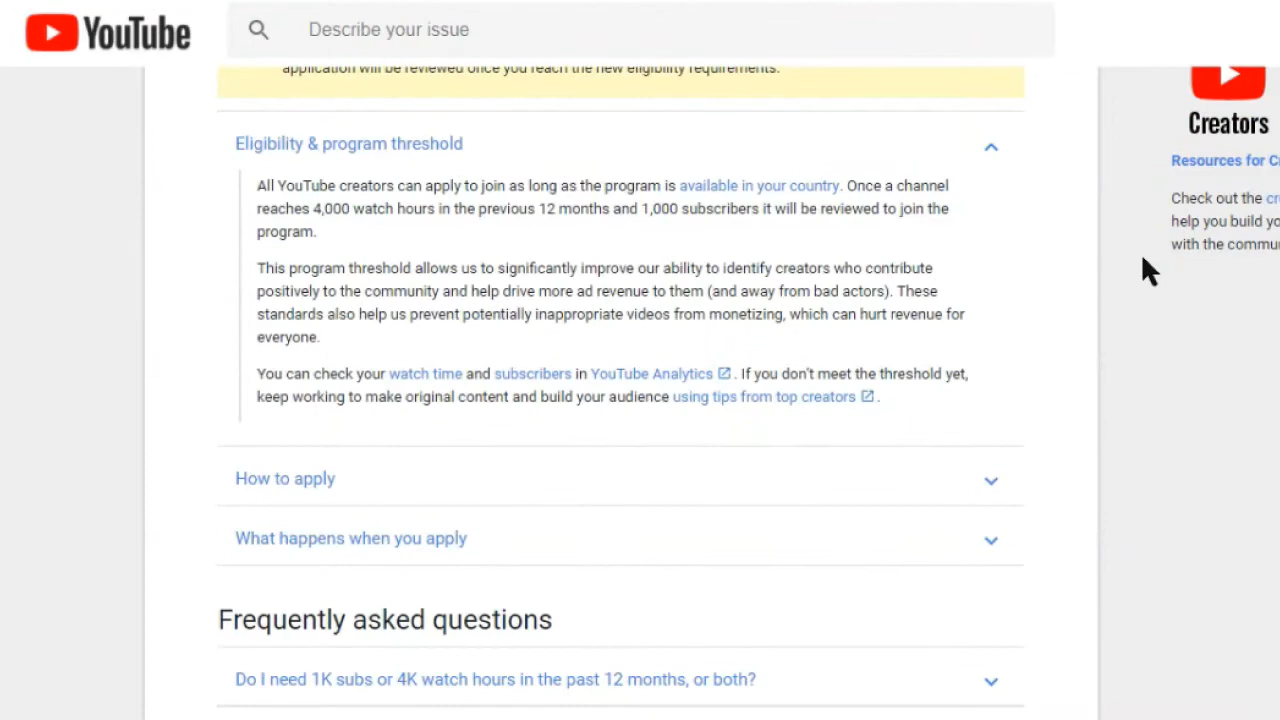 YouTube
Describe your issue
application will be reviewed once you reach the new eligibility requirements.
Eligibility & program threshold
All YouTube creators can apply to join as long as the program is available in your country. Once a channel
reaches 4,000 watch hours in the previous 12 months and 1,000 subscribers it will be reviewed to join the
program.
This program threshold allows us to significantly improve our ability to identify creators who contribute
positively to the community and help drive more ad revenue to them (and away from bad actors). These
standards also help us prevent potentially inappropriate videos from monetizing, which can hurt revenue for
everyone.
You can check your watch time and subscribers in YouTube Analytics. If you don't meet the threshold yet,
keep working to make original content and build your audience using tips from top creators.
How to apply
What happens when you apply
Frequently asked questions
Do I need 1K subs or 4K watch hours in the past 12 months, or both?
Creators
Resources for
Check out the
help you build
with the